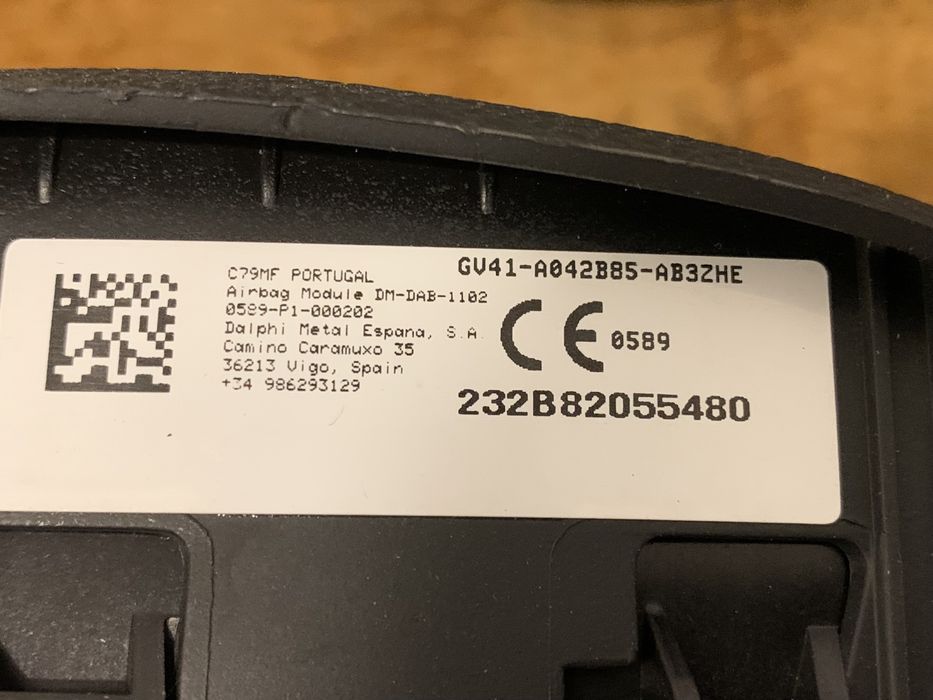 C79MF PORTUGAL
Airbag Module DM-DAB-1102
0589-P1-000202
Dalphi Metal Espana, S.A.
Camino Caramuxo 35
36213 Vigo, Spain
+34 986293129
GV41-A042B85-AB3ZHE
CE 0589
232B82055480